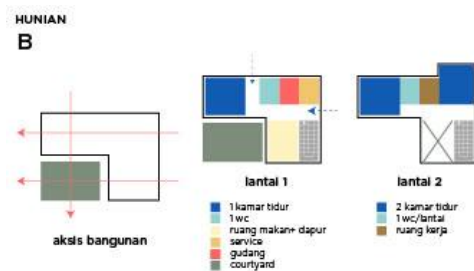 HUNIAN
B
aksis bangunan
lantai 1
1 kamar tidur
1 wc
ruang makan+ dapur
service
gudang
courtyard
lantai 2
2 kamar tidur
1 wc/lantai
ruang kerja